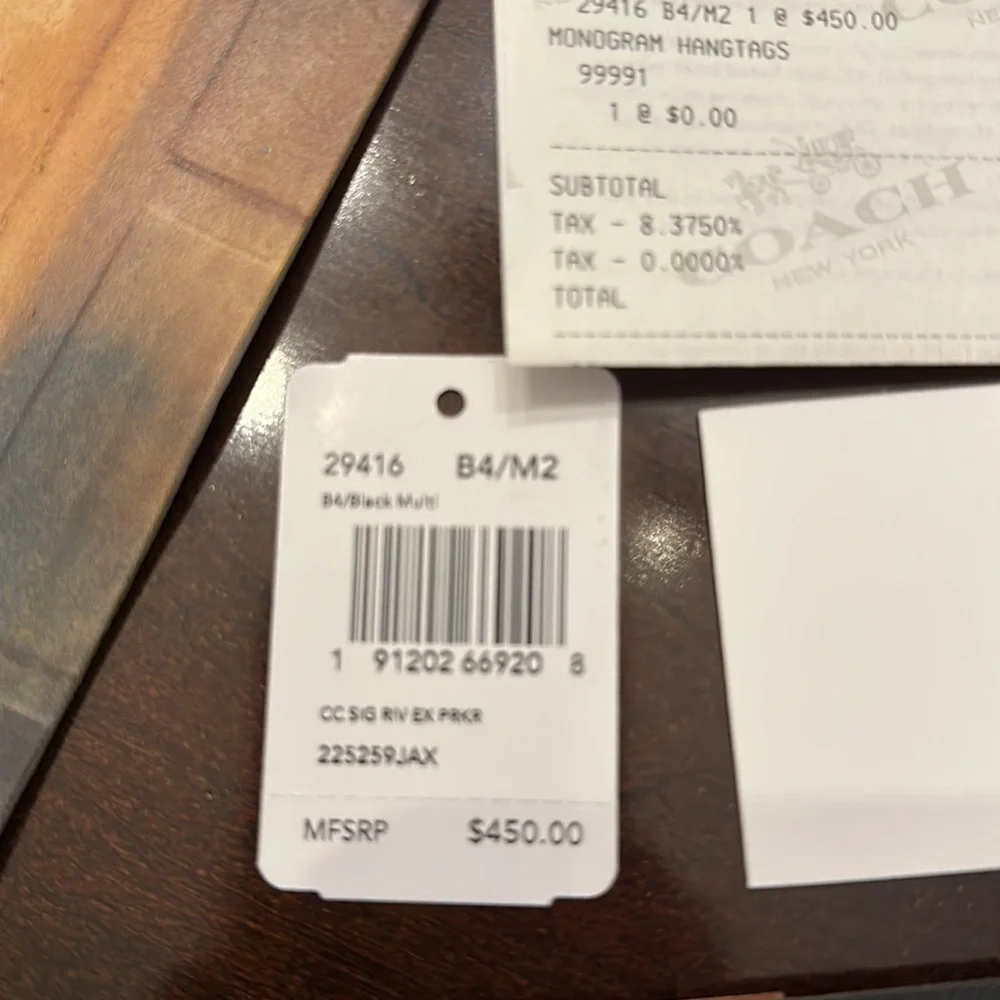 29416 B4/M2 1 @ $450.00
MONOGRAM HANGTAGS
99991
1 @ $0.00
SUBTOTAL
TAX - 8.3750%
TAX - 0.0000%
TOTAL
COACH
NEW YORK
29416 B4/M2
B4/Black Multi
1 91202 66920 8
CC SIG RIV EX PRKR
225259JAX
MFSRP $450.00